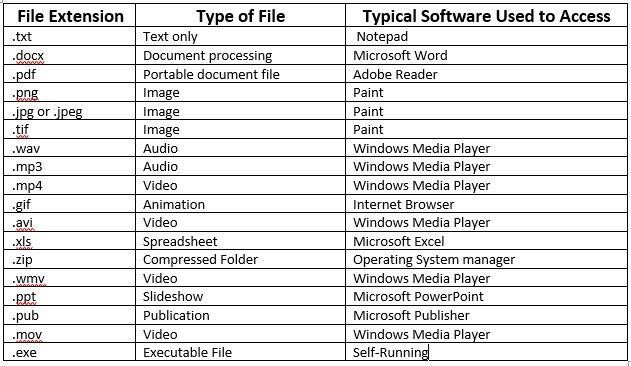 File Extension Type of File Typical Software Used to Access
.txt Text only Notepad
.docx Document processing Microsoft Word
.pdf Portable document file Adobe Reader
.png Image Paint
.jpg or .jpeg Image Paint
.tif Image Paint
.wav Audio Windows Media Player
.mp3 Audio Windows Media Player
.mp4 Video Windows Media Player
.gif Animation Internet Browser
.avi Video Windows Media Player
.xls Spreadsheet Microsoft Excel
.zip Compressed Folder Operating System manager
.wmv Video Windows Media Player
.ppt Slideshow Microsoft PowerPoint
.pub Publication Microsoft Publisher
.mov Video Windows Media Player
.exe Executable File Self-Running